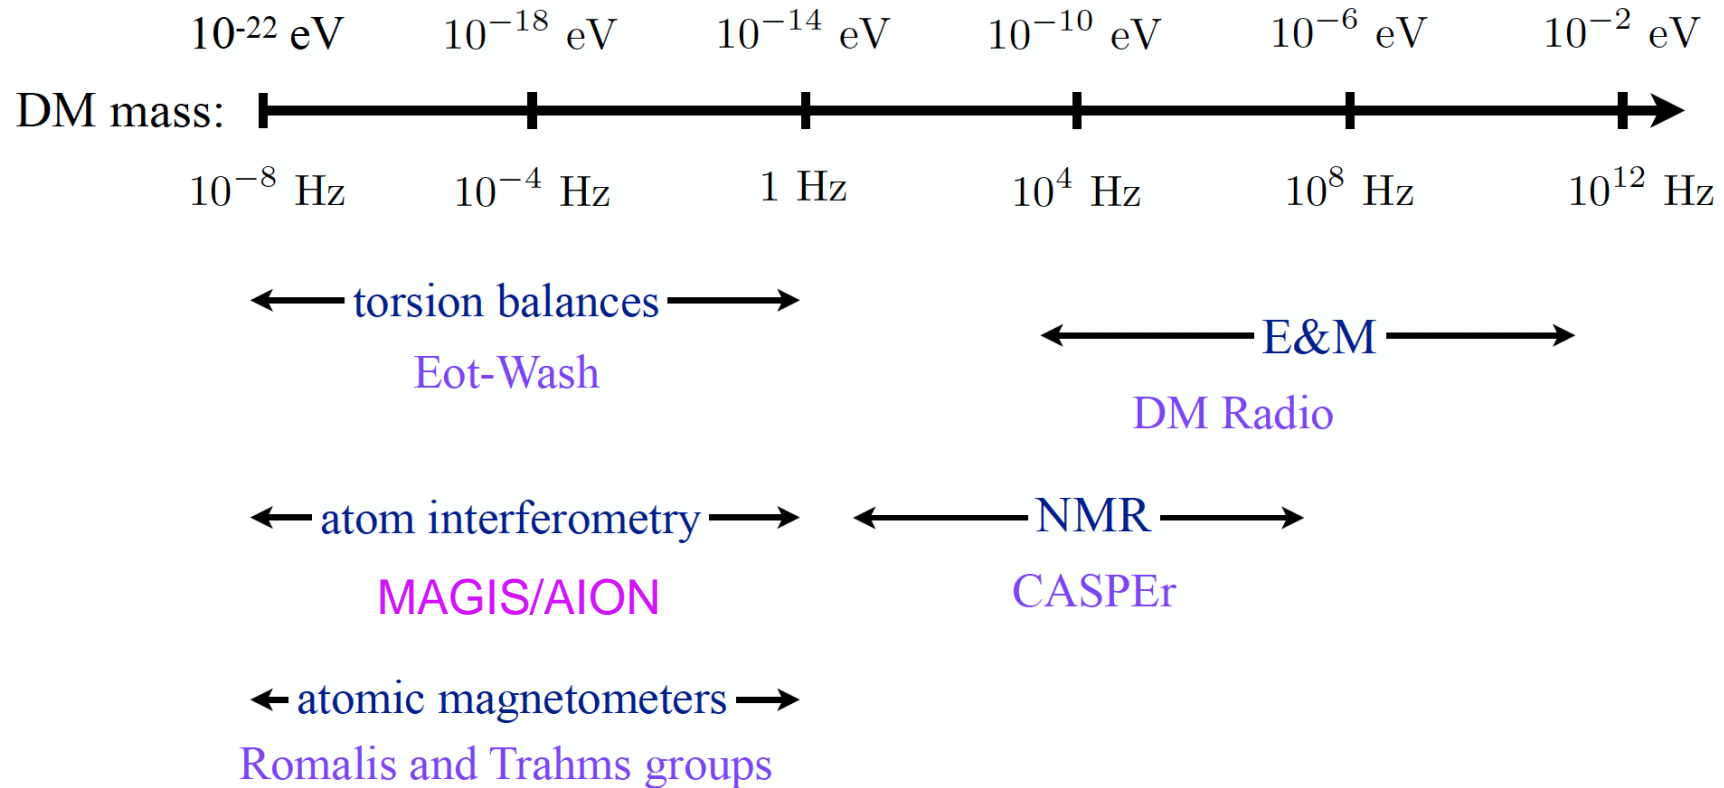 10⁻²² eV 10⁻¹⁸ eV 10⁻¹⁴ eV 10⁻¹⁰ eV 10⁻⁶ eV 10⁻² eV
DM mass:
10⁻⁸ Hz 10⁻⁴ Hz 1 Hz 10⁴ Hz 10⁸ Hz 10¹² Hz
torsion balances
Eot-Wash
E&M
DM Radio
atom interferometry
MAGIS/AION
NMR
CASPEr
atomic magnetometers
Romalis and Trahms groups